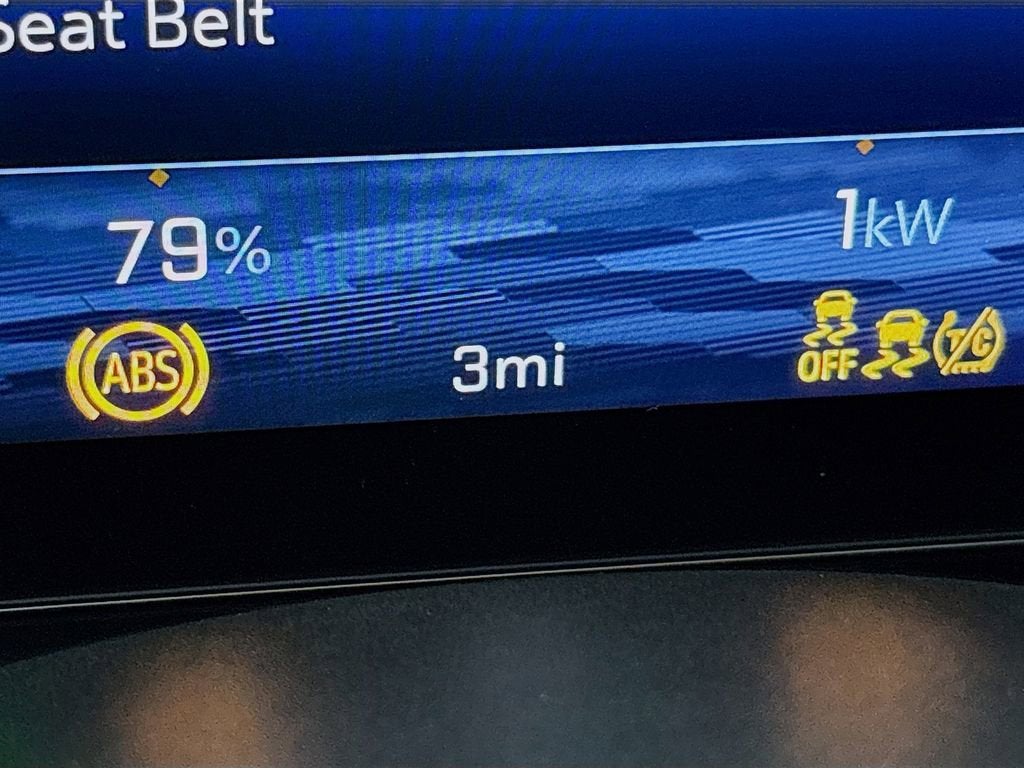 Seat Belt
79%
1kW
ABS
3mi
OFF
T/C